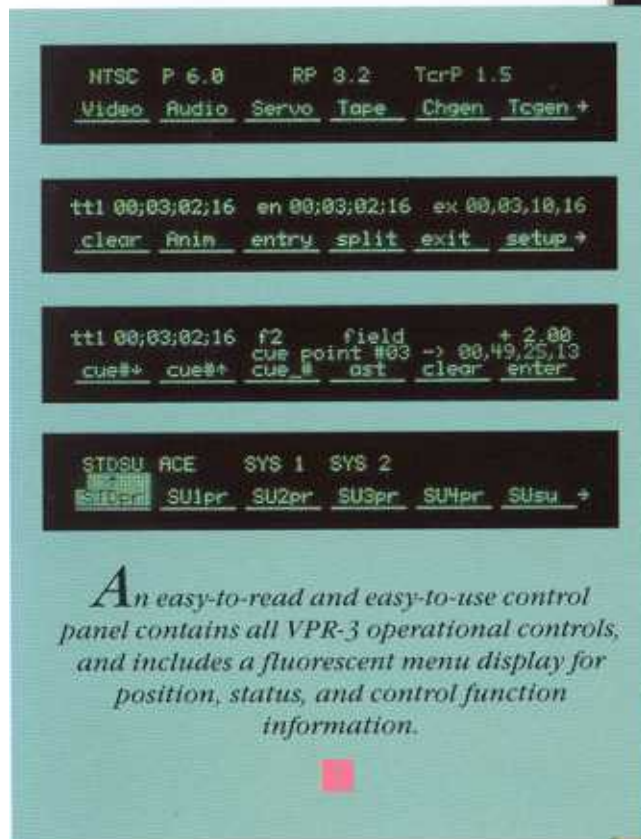 NTSC P 6.0 RP 3.2 TcrP 1.5
Video Audio Servo Tape Chgen Tcgen →
tt1 00;03;02;16 en 00;03;02;16 ex 00,03,10,16
clear Anim entry split exit setup →
tt1 00;03;02;16 f2 field + 2.00
cue point #03 -> 00,49,25,13
cue#↓ cue#↑ cue_# ast clear enter
STDSU ACE SYS 1 SYS 2
STDpr SU1pr SU2pr SU3pr SU4pr SUsu →
An easy-to-read and easy-to-use control
panel contains all VPR-3 operational controls,
and includes a fluorescent menu display for
position, status, and control function
information.